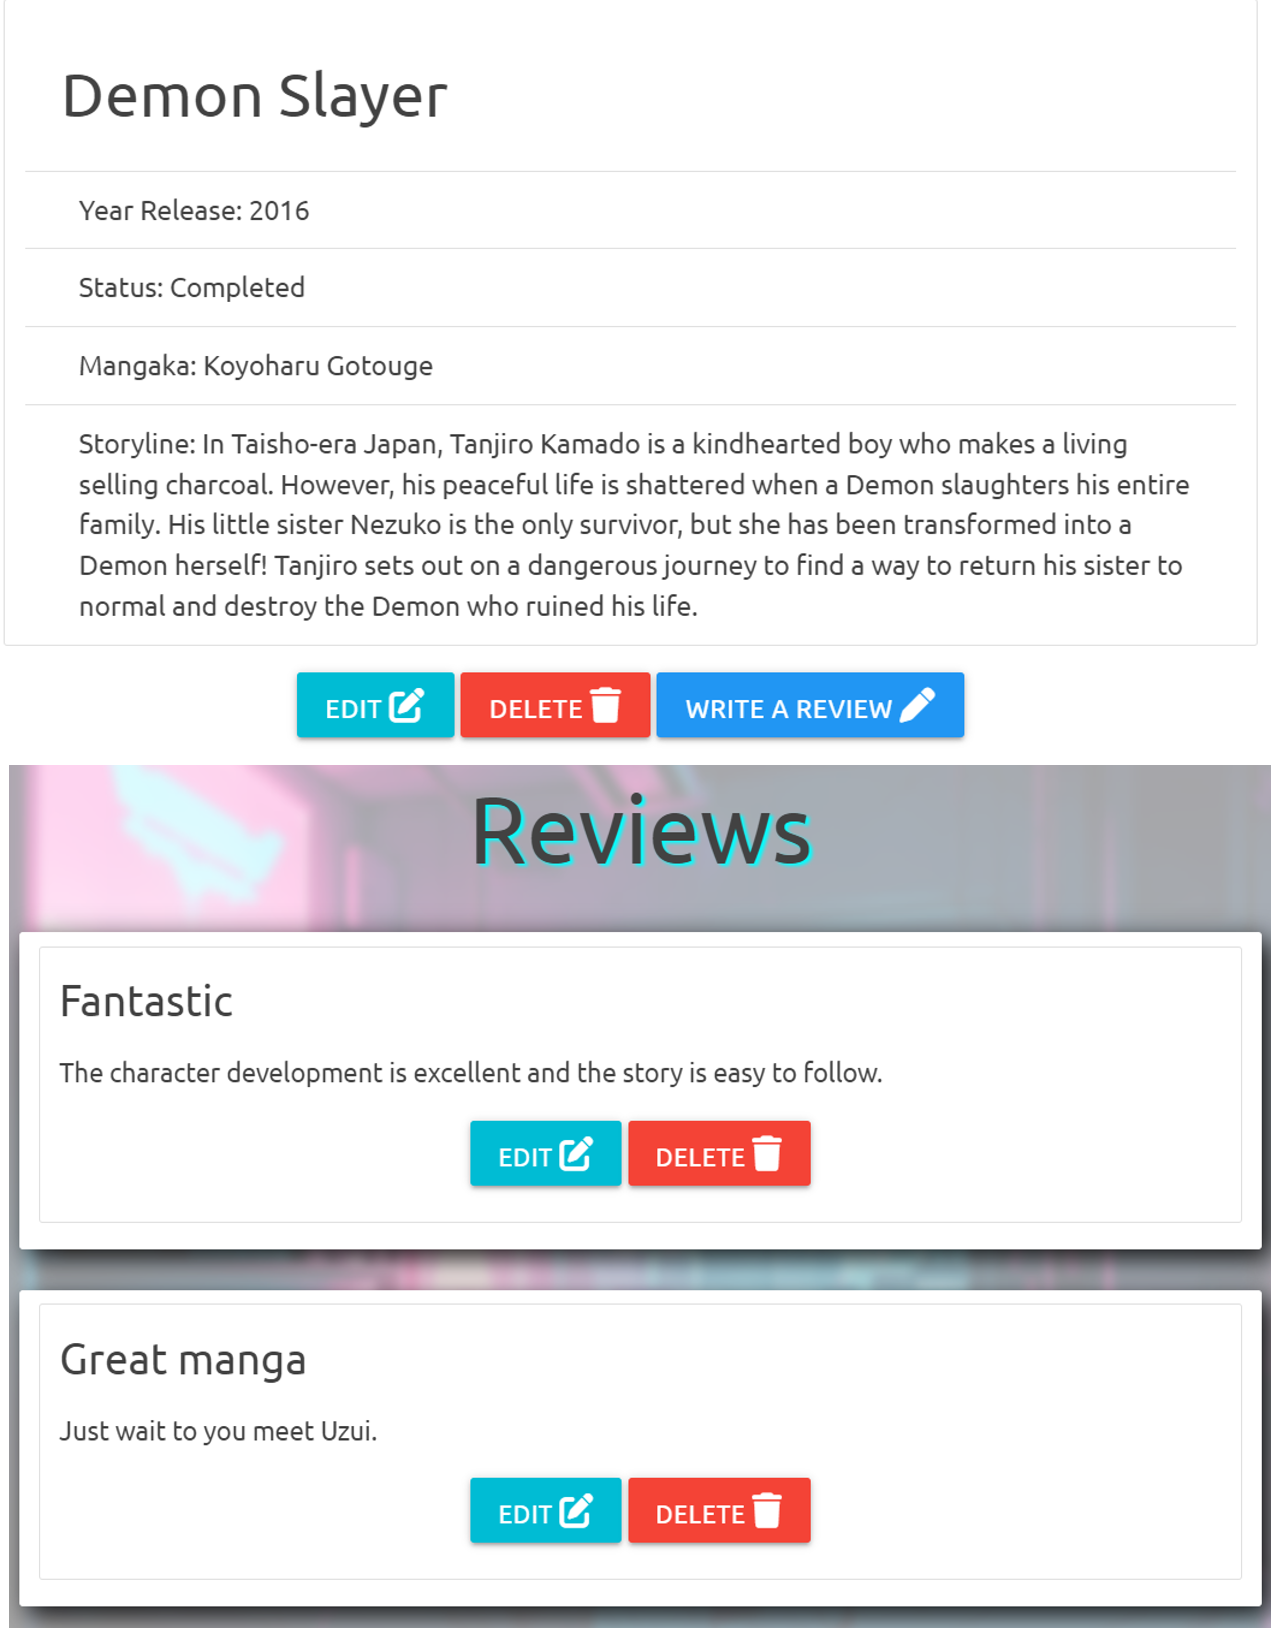 Demon Slayer
Year Release: 2016
Status: Completed
Mangaka: Koyoharu Gotouge
Storyline: In Taisho-era Japan, Tanjiro Kamado is a kindhearted boy who makes a living
selling charcoal. However, his peaceful life is shattered when a Demon slaughters his entire
family. His little sister Nezuko is the only survivor, but she has been transformed into a
Demon herself! Tanjiro sets out on a dangerous journey to find a way to return his sister to
normal and destroy the Demon who ruined his life.
EDIT DELETE WRITE A REVIEW
Reviews
Fantastic
The character development is excellent and the story is easy to follow.
EDIT DELETE
Great manga
Just wait to you meet Uzui.
EDIT DELETE